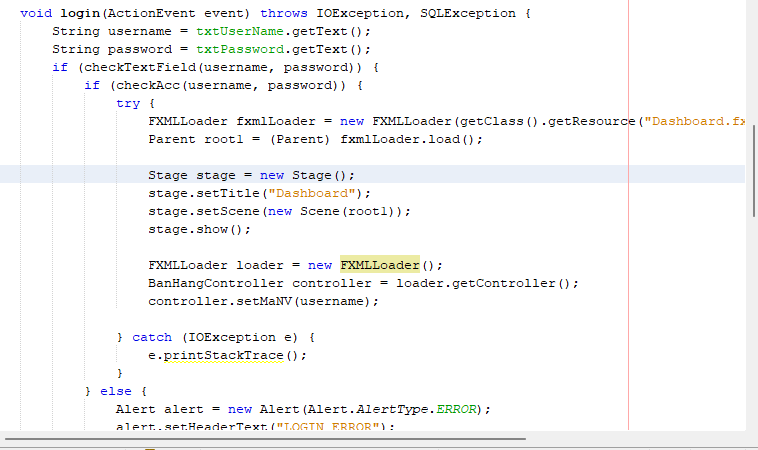 void login(ActionEvent event) throws IOException, SQLException {
String username = txtUserName.getText();
String password = txtPassword.getText();
if (checkTextField(username, password)) {
if (checkAcc(username, password)) {
try {
FXMLLoader fxmlLoader = new FXMLLoader(getClass().getResource("Dashboard.fx
Parent root1 = (Parent) fxmlLoader.load();
Stage stage = new Stage();
stage.setTitle("Dashboard");
stage.setScene(new Scene(root1));
stage.show();
FXMLLoader loader = new FXMLLoader();
BanHangController controller = loader.getController();
controller.setMaNV(username);
} catch (IOException e) {
e.printStackTrace();
}
} else {
Alert alert = new Alert(Alert.AlertType.ERROR);
alert.setHeaderText("LOGIN ERROR");